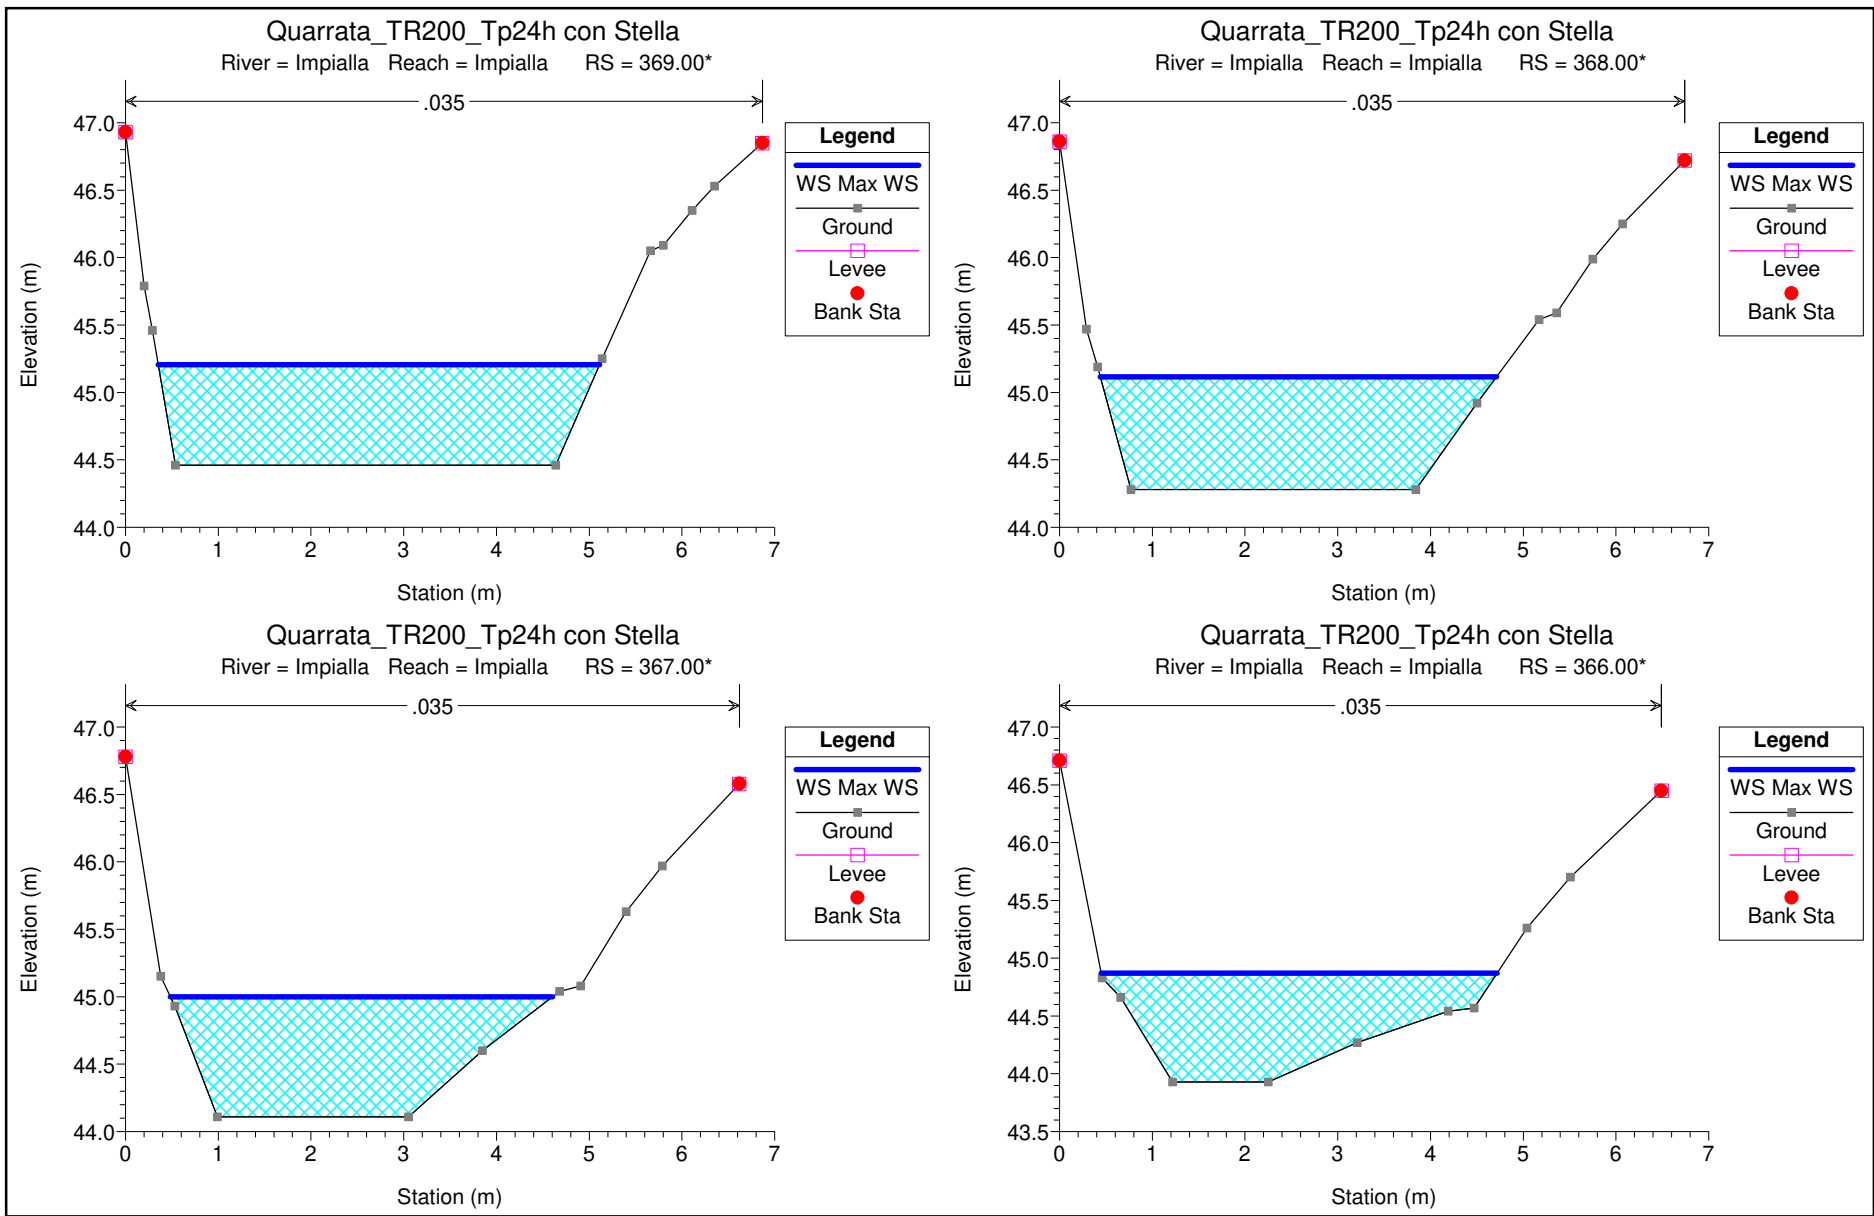 Quarrata_TR200_Tp24h con Stella
River = Impialla Reach = Impialla RS = 369.00*
.035
47.0
46.5
46.0
45.5
45.0
44.5
44.0
0 1 2 3 4 5 6 7
Elevation (m)
Station (m)
Legend
WS Max WS
Ground
Levee
Bank Sta
Quarrata_TR200_Tp24h con Stella
River = Impialla Reach = Impialla RS = 368.00*
.035
47.0
46.5
46.0
45.5
45.0
44.5
44.0
0 1 2 3 4 5 6 7
Elevation (m)
Station (m)
Legend
WS Max WS
Ground
Levee
Bank Sta
Quarrata_TR200_Tp24h con Stella
River = Impialla Reach = Impialla RS = 367.00*
.035
47.0
46.5
46.0
45.5
45.0
44.5
44.0
0 1 2 3 4 5 6 7
Elevation (m)
Station (m)
Legend
WS Max WS
Ground
Levee
Bank Sta
Quarrata_TR200_Tp24h con Stella
River = Impialla Reach = Impialla RS = 366.00*
.035
47.0
46.5
46.0
45.5
45.0
44.5
44.0
43.5
0 1 2 3 4 5 6 7
Elevation (m)
Station (m)
Legend
WS Max WS
Ground
Levee
Bank Sta